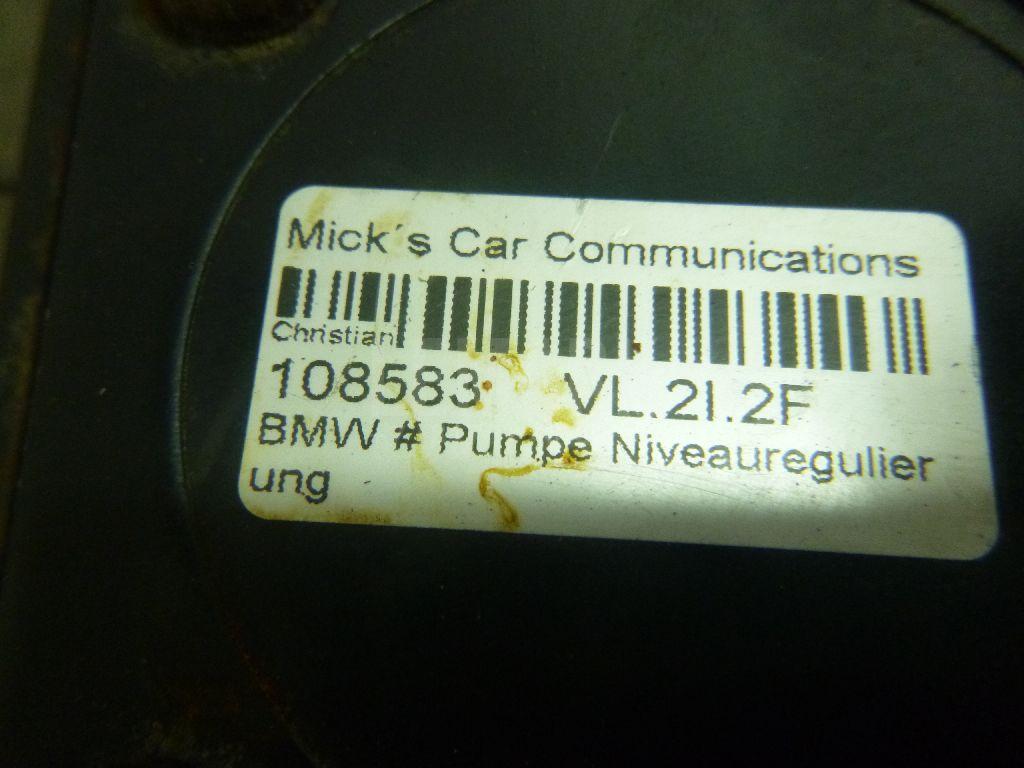 Mick´s Car Communications
Christian
108583 VL.2I.2F
BMW # Pumpe Niveauregulier
ung